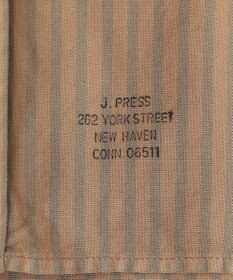 J. PRESS
262 YORK STREET
NEW HAVEN
CONN 06511